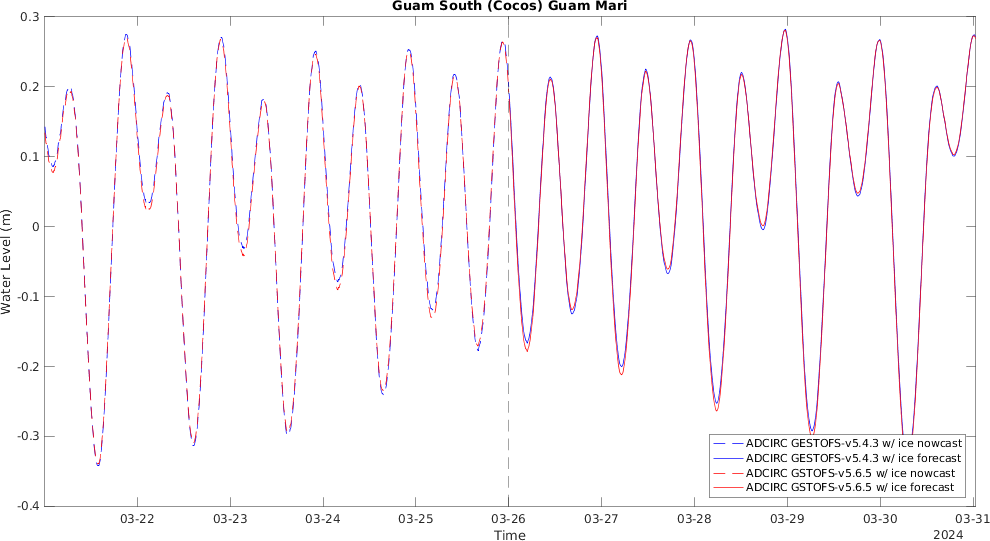 Guam South (Cocos) Guam Mari
0.3
0.2
0.1
0
-0.1
-0.2
-0.3
-0.4
Water Level (m)
ADCIRC GESTOFS-v5.4.3 w/ ice nowcast
ADCIRC GESTOFS-v5.4.3 w/ ice forecast
ADCIRC GSTOFS-v5.6.5 w/ ice nowcast
ADCIRC GSTOFS-v5.6.5 w/ ice forecast
03-22 03-23 03-24 03-25 03-26 03-27 03-28 03-29 03-30 03-31
Time
2024